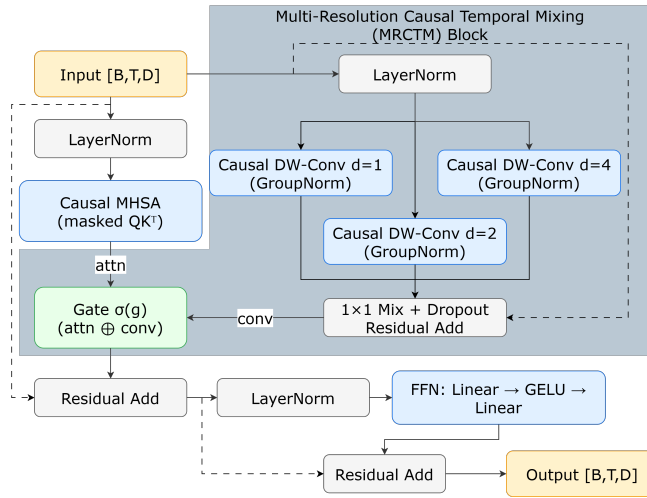 Multi-Resolution Causal Temporal Mixing
(MRCTM) Block
Input [B,T,D]
LayerNorm
LayerNorm
Causal DW-Conv d=1
(GroupNorm)
Causal DW-Conv d=4
(GroupNorm)
Causal MHSA
(masked QKᵀ)
Causal DW-Conv d=2
(GroupNorm)
attn
Gate σ(g)
(attn ⊕ conv)
conv
1×1 Mix + Dropout
Residual Add
Residual Add
LayerNorm
FFN: Linear → GELU →
Linear
Residual Add
Output [B,T,D]